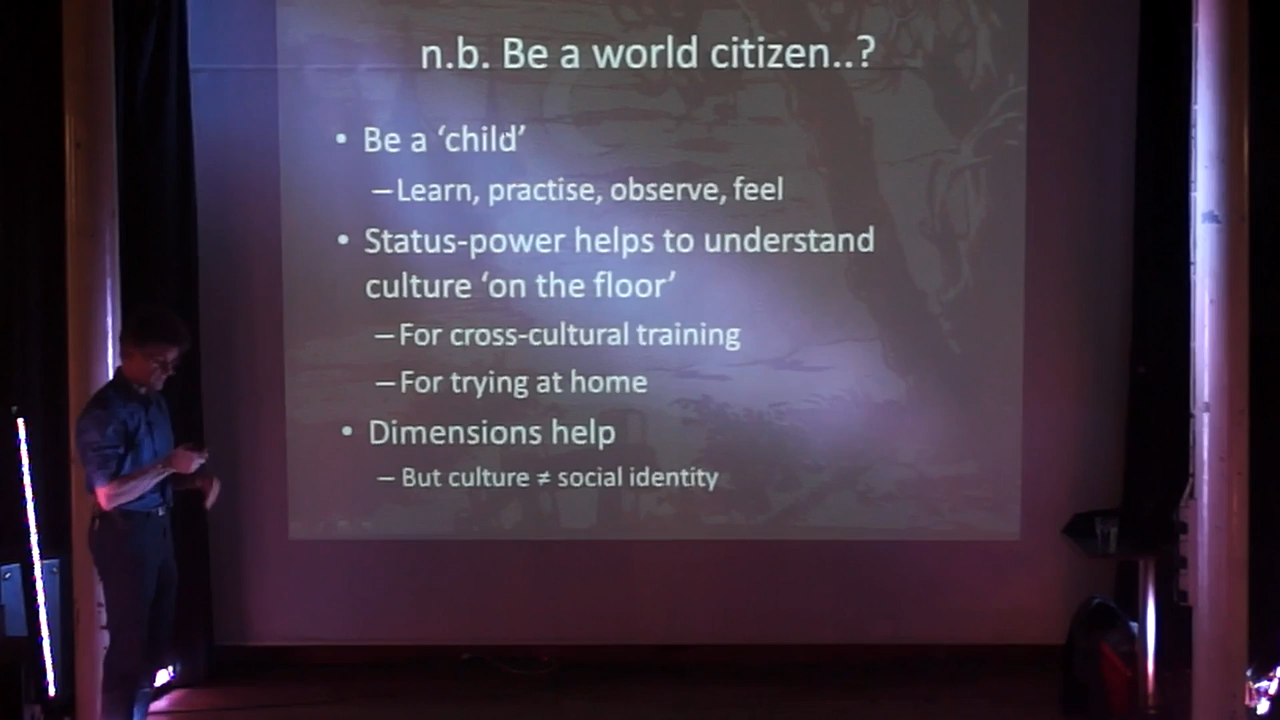 n.b. Be a world citizen..?
• Be a ‘child’
– Learn, practise, observe, feel
• Status-power helps to understand
culture ‘on the floor’
– For cross-cultural training
– For trying at home
• Dimensions help
– But culture ≠ social identity